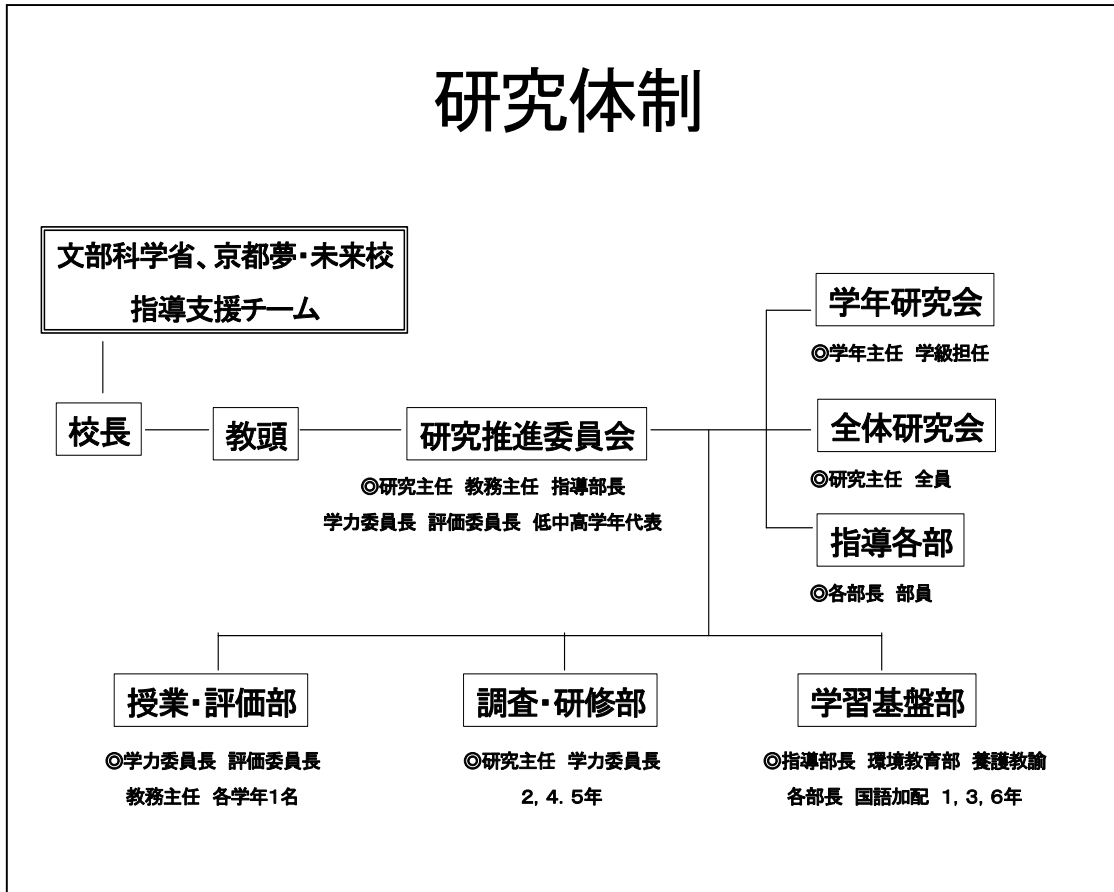 研究体制
文部科学省、京都夢・未来校
指導支援チーム
学年研究会
◎学年主任 学級担任
校長
教頭
研究推進委員会
◎研究主任 教務主任 指導部長
学力委員長 評価委員長 低中高学年代表
全体研究会
◎研究主任 全員
指導各部
◎各部長 部員
授業・評価部
◎学力委員長 評価委員長
教務主任 各学年1名
調査・研修部
◎研究主任 学力委員長
2, 4. 5年
学習基盤部
◎指導部長 環境教育部 養護教諭
各部長 国語加配 1, 3, 6年